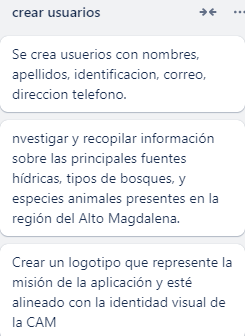 crear usuarios
Se crea usuerios con nombres,
apellidos, identificacion, correo,
direccion telefono.
nvestigar y recopilar información
sobre las principales fuentes
hídricas, tipos de bosques, y
especies animales presentes en la
región del Alto Magdalena.
Crear un logotipo que represente la
misión de la aplicación y esté
alineado con la identidad visual de
la CAM